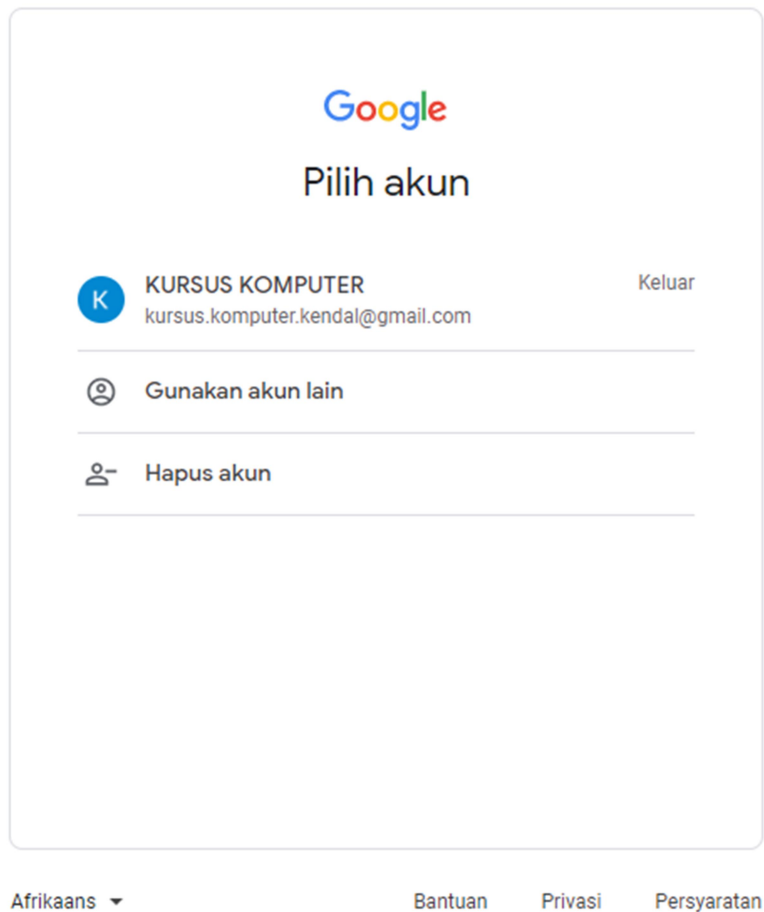 Google
Pilih akun
K
KURSUS KOMPUTER
Keluar
kursus.komputer.kendal@gmail.com
Gunakan akun lain
Hapus akun
Afrikaans
Bantuan
Privasi
Persyaratan